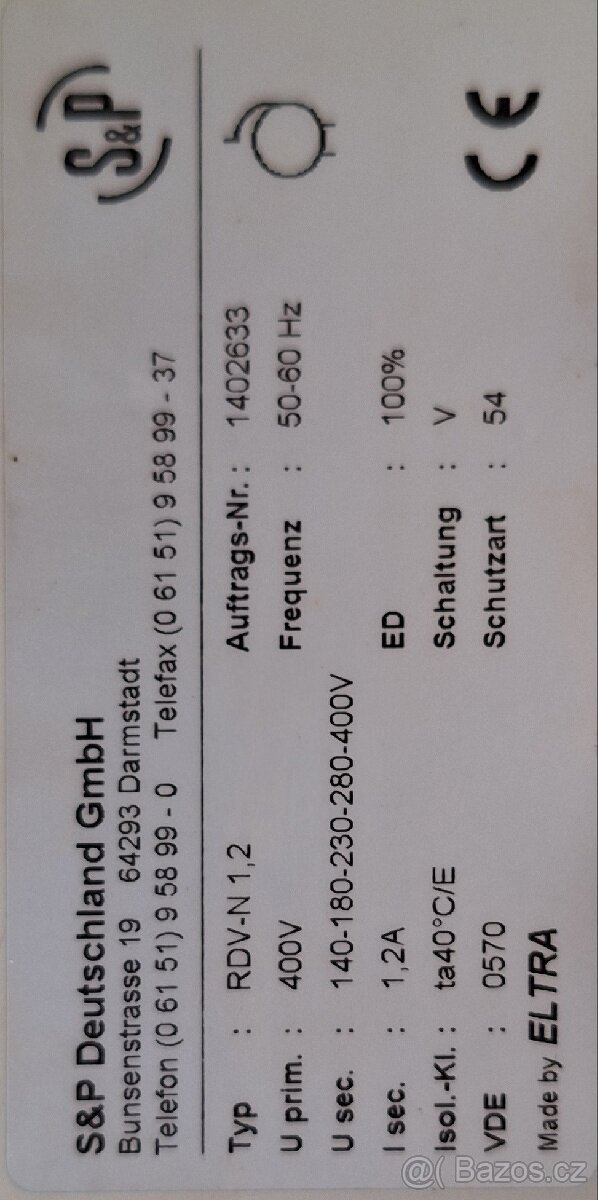 S&P Deutschland GmbH
S&P
Bunsenstrasse 19 64293 Darmstadt
Telefon (0 61 51) 9 58 99 - 0 Telefax (0 61 51) 9 58 99 - 37
Typ : RDV-N 1,2 Auftrags-Nr. : 1402633
U prim. : 400V Frequenz : 50-60 Hz
U sec. : 140-180-230-280-400V
I sec. : 1,2A ED : 100%
Isol.-Kl. : ta40°C/E Schaltung : V
VDE : 0570 Schutzart : 54
Made by ELTRA
CE
@( Bazos.cz